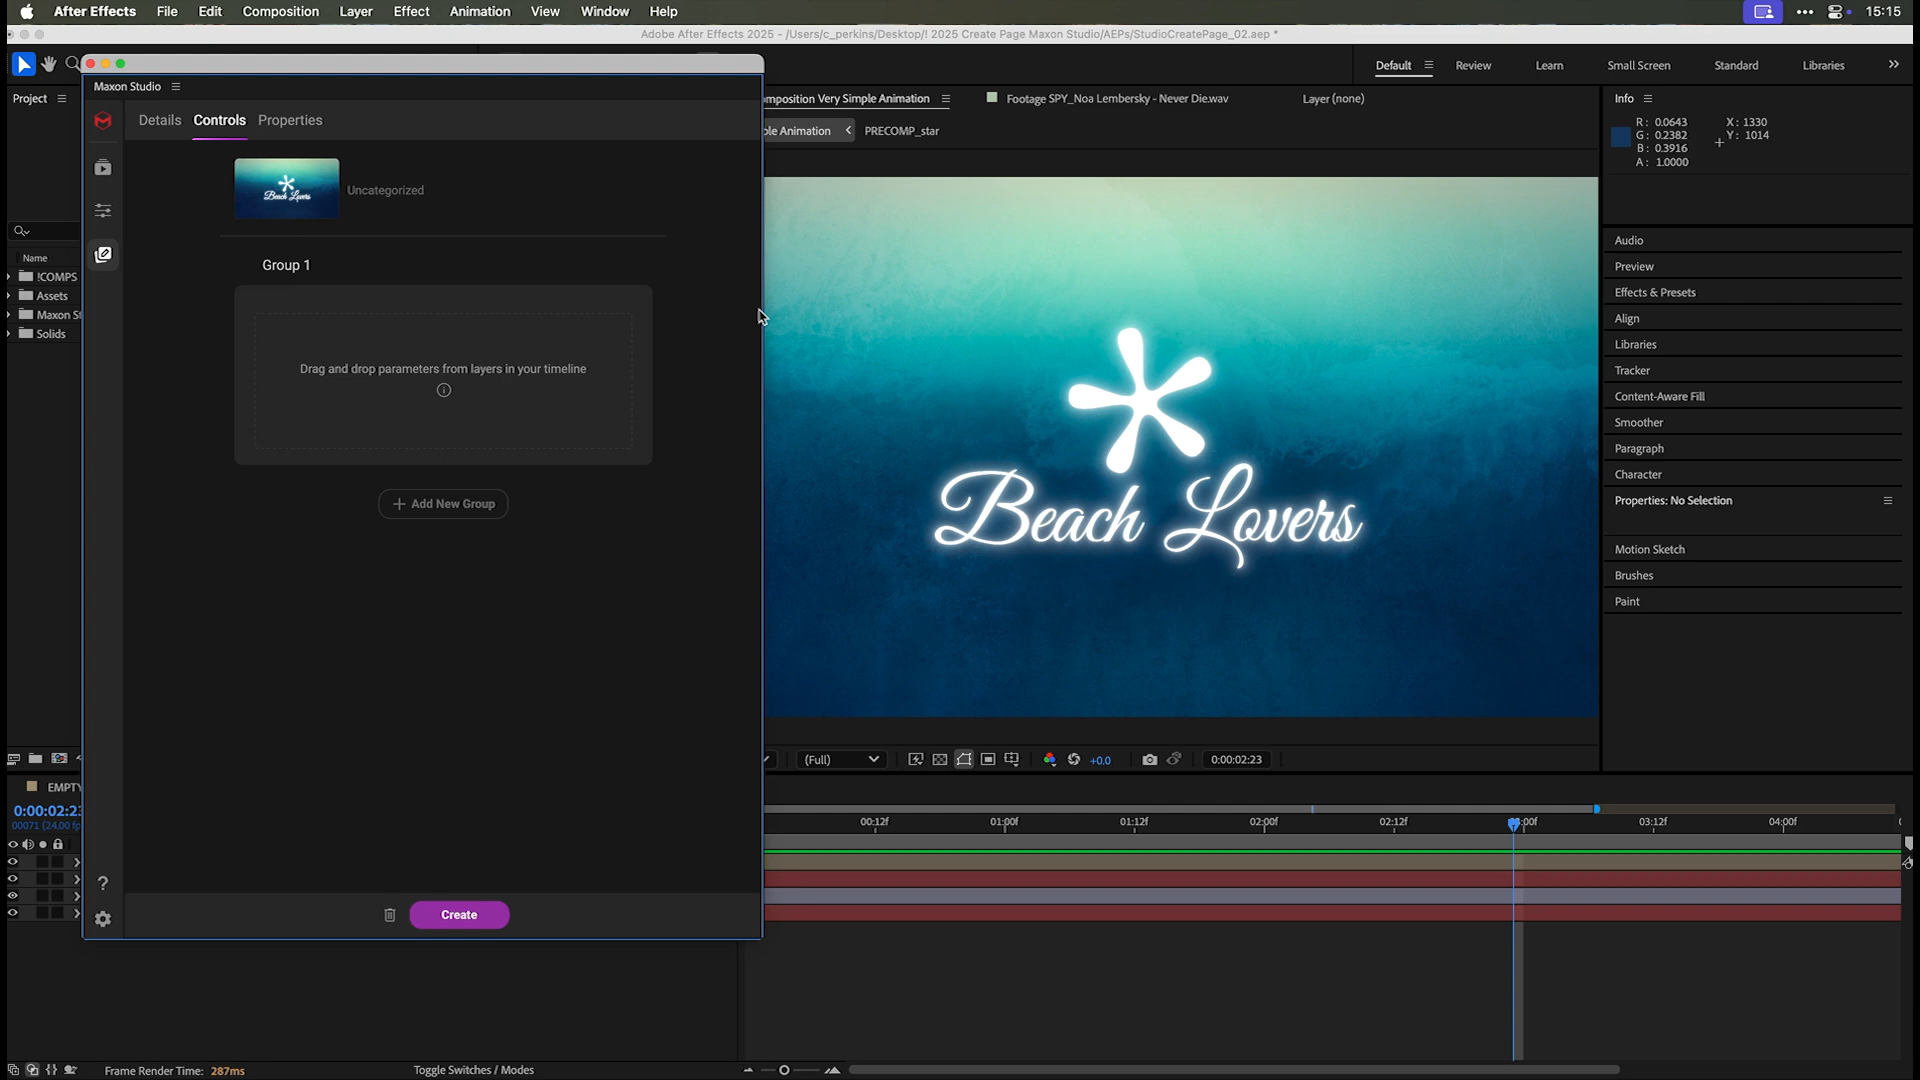 After Effects File Edit Composition Layer Effect Animation View Window Help 15:15
Adobe After Effects 2025 - /Users/c_perkins/Desktop/! 2025 Create Page Maxon Studio/AEPs/StudioCreatePage_02.aep *
Default Review Learn Small Screen Standard Libraries
Maxon Studio
Project
omposition Very Simple Animation Footage SPY_Noa Lembersky - Never Die.wav Layer (none)
Info
Details Controls Properties
ple Animation PRECOMP_star
R: 0.0643 X: 1330
G: 0.2382 Y: 1014
B: 0.3916
A: 1.0000
Beach Lovers
Uncategorized
Name
!COMPS
Assets
Maxon St
Solids
Group 1
Drag and drop parameters from layers in your timeline
Add New Group
Create
Beach Lovers
Audio
Preview
Effects & Presets
Align
Libraries
Tracker
Content-Aware Fill
Smoother
Paragraph
Character
Properties: No Selection
Motion Sketch
Brushes
Paint
(Full) +0.0 0:00:02:23
EMPTY
0:00:02:23
00071 (24.00 fp
00:12f 01:00f 01:12f 02:00f 02:12f :00f 03:12f 04:00f
Frame Render Time: 287ms Toggle Switches / Modes